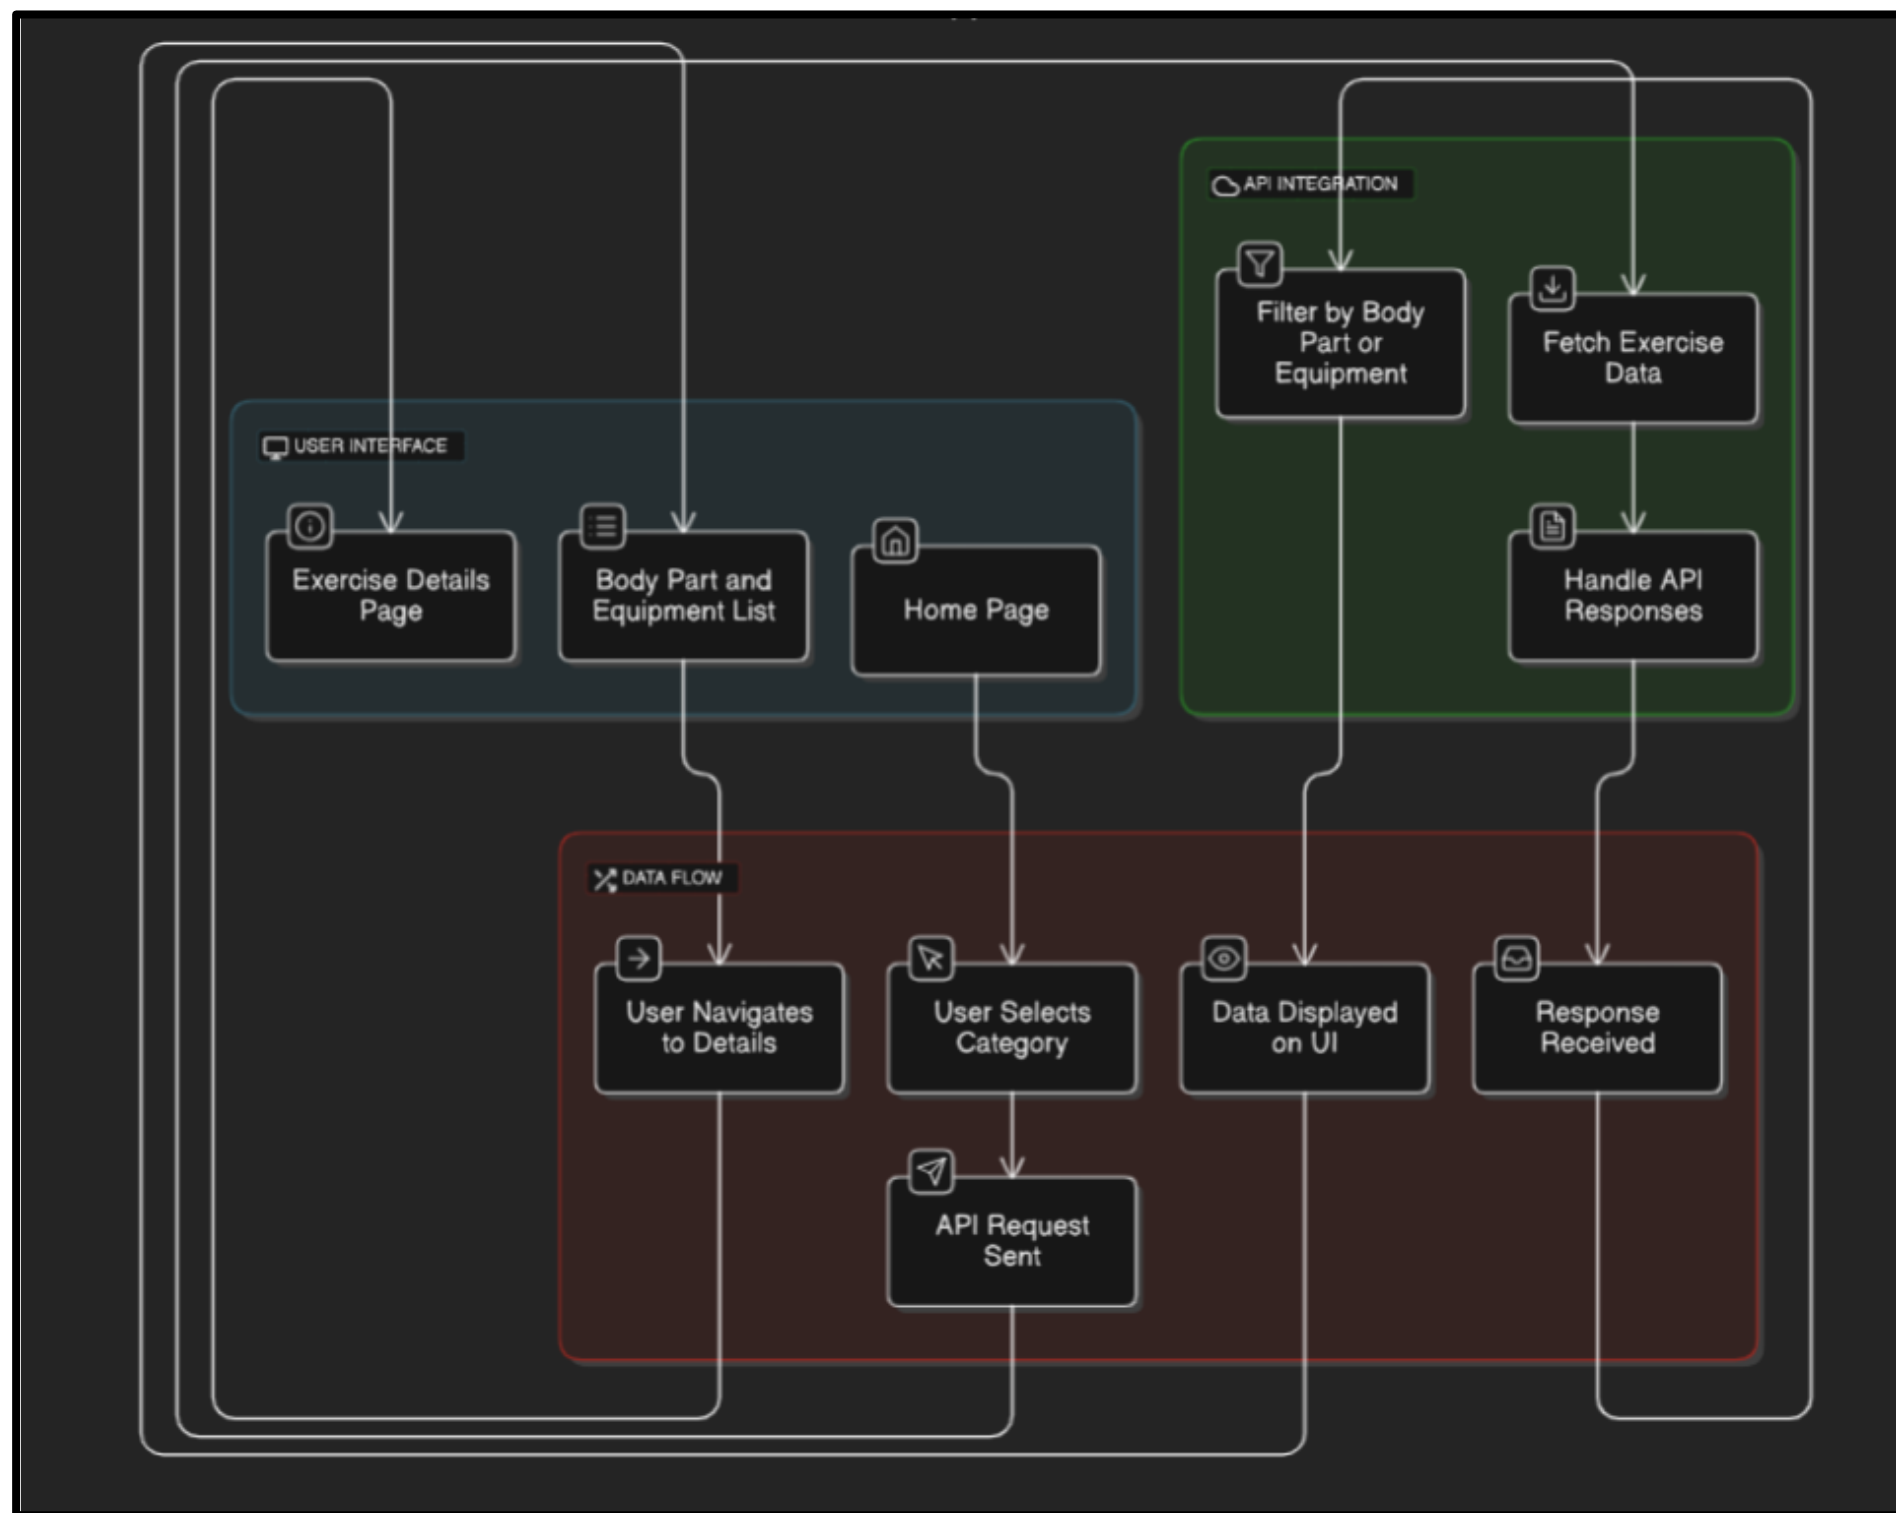 API INTEGRATION
Filter by Body
Part or
Equipment
Fetch Exercise
Data
USER INTERFACE
Exercise Details
Page
Body Part and
Equipment List
Home Page
Handle API
Responses
DATA FLOW
User Navigates
to Details
User Selects
Category
Data Displayed
on UI
Response
Received
API Request
Sent